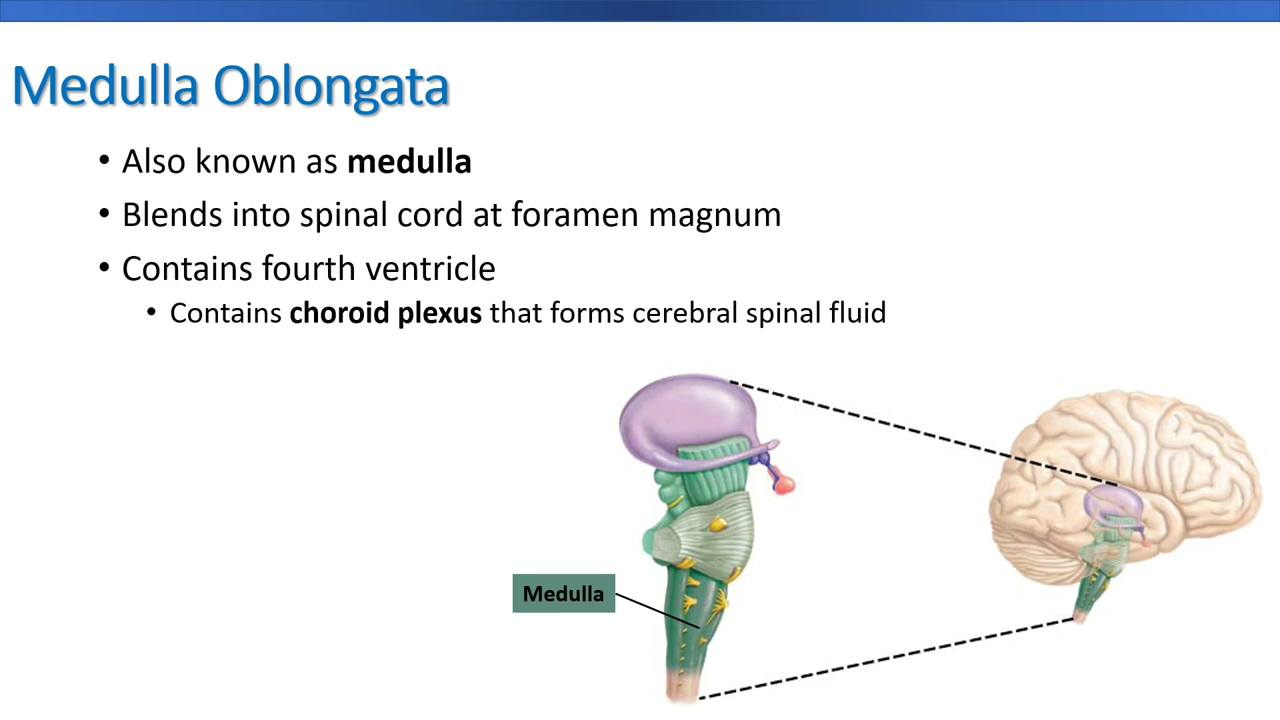 Medulla Oblongata
• Also known as medulla
• Blends into spinal cord at foramen magnum
• Contains fourth ventricle
• Contains choroid plexus that forms cerebral spinal fluid
Medulla